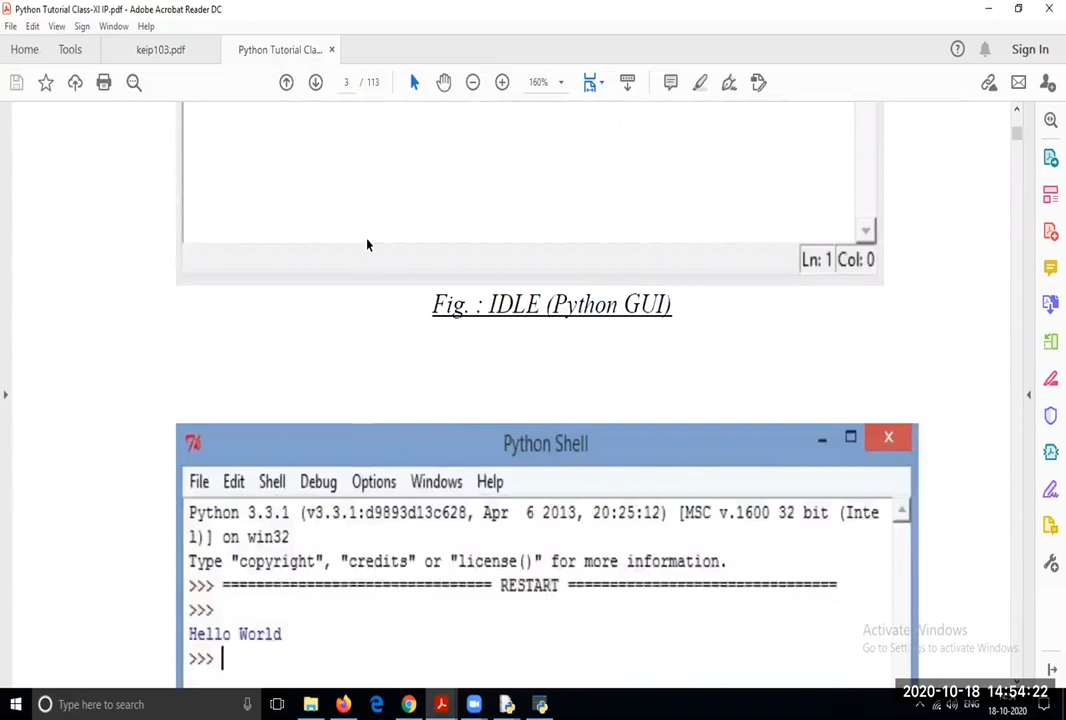 Python Tutorial Class-XI IP.pdf - Adobe Acrobat Reader DC
File Edit View Sign Window Help
Home Tools keip103.pdf Python Tutorial Cla... × Sign In
3 / 113 160%
Ln: 1 Col: 0
Fig. : IDLE (Python GUI)
Python Shell
File Edit Shell Debug Options Windows Help
Python 3.3.1 (v3.3.1:d9893d13c628, Apr 6 2013, 20:25:12) [MSC v.1600 32 bit (Inte
l)] on win32
Type "copyright", "credits" or "license()" for more information.
>>> ================================ RESTART ================================
>>>
Hello World
>>>
Activate Windows
Go to Settings to activate Windows.
Type here to search
2020-10-18 14:54:22
ENG
18-10-2020